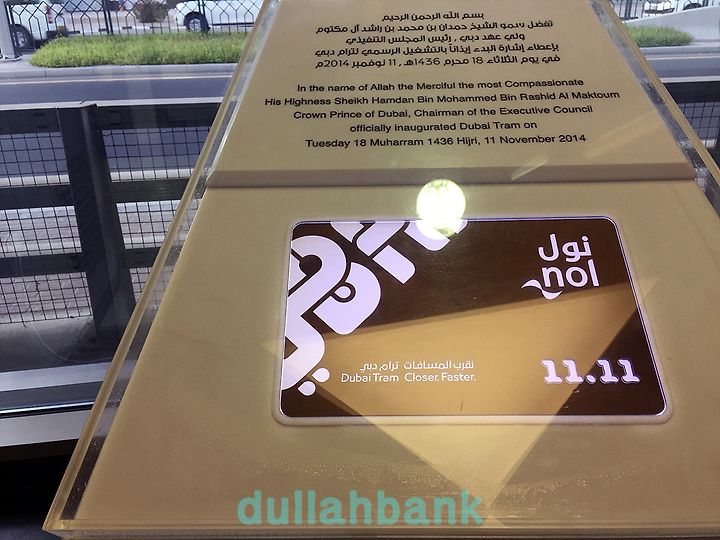 بسم الله الرحمن الرحيم
تفضل سمو الشيخ حمدان بن محمد بن راشد آل مكتوم
ولي عهد دبي ، رئيس المجلس التنفيذي
بإعطاء إشارة البدء إيذاناً بالتشغيل الرسمي لترام دبي
في يوم الثلاثاء 18 محرم 1436هـ ، 11 نوفمبر 2014م
In the name of Allah the Merciful the most Compassionate
His Highness Sheikh Hamdan Bin Mohammed Bin Rashid Al Maktoum
Crown Prince of Dubai, Chairman of the Executive Council
officially inaugurated Dubai Tram on
Tuesday 18 Muharram 1436 Hijri, 11 November 2014
نول
nol
نقرب المسافات ترام دبي
Dubai Tram Closer. Faster.
11.11
dullahbank